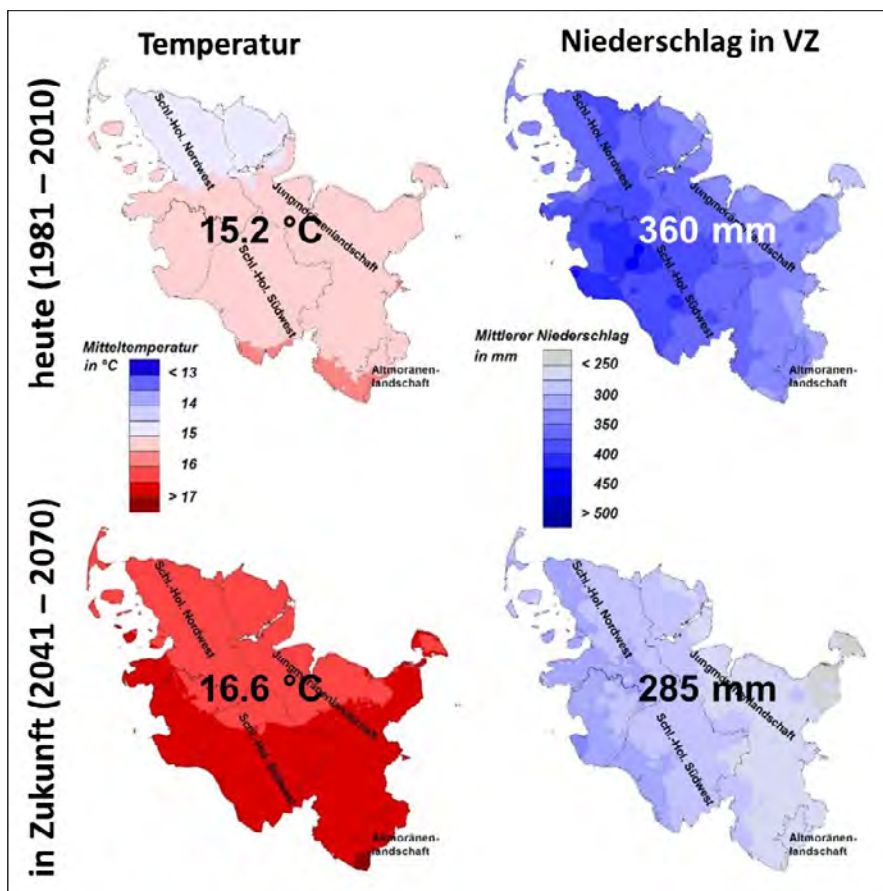 Temperatur
Niederschlag in VZ
heute (1981 – 2010)
Schl.-Hol. Nordwest
Jungmoränenlandschaft
15.2 °C
Schl.-Hol. Südwest
Altmoränen-
landschaft
Mitteltemperatur
in °C
< 13
14
15
16
> 17
Schl.-Hol. Nordwest
Jungmoränenlandschaft
360 mm
Schl.-Hol. Südwest
Altmoränen-
landschaft
Mittlerer Niederschlag
in mm
< 250
300
350
400
450
> 500
in Zukunft (2041 – 2070)
Schl.-Hol. Nordwest
Jungmoränenlandschaft
16.6 °C
Schl.-Hol. Südwest
Altmoränen-
landschaft
Schl.-Hol. Nordwest
Jungmoränenlandschaft
285 mm
Schl.-Hol. Südwest
Altmoränen-
landschaft